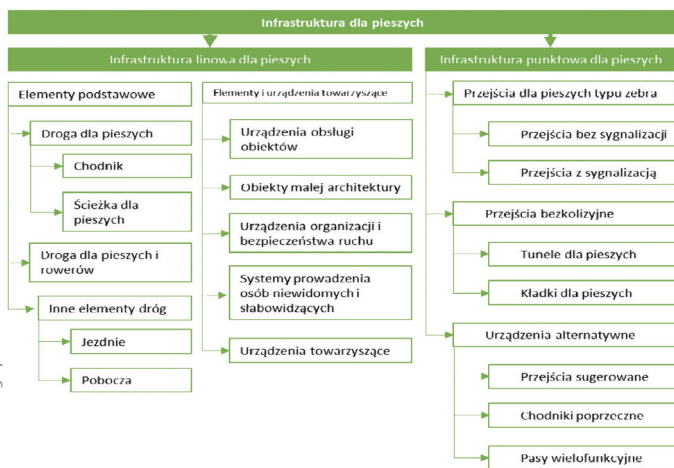 Infrastruktura dla pieszych
Infrastruktura linowa dla pieszych
Elementy podstawowe
Droga dla pieszych
Chodnik
Ścieżka dla
pieszych
Droga dla pieszych i
rowerów
Inne elementy dróg
Jezdnie
Pobocza
Elementy i urządzenia towarzyszące
Urządzenia obsługi
obiektów
Obiekty malej architektury
Urządzenia organizacji i
bezpieczeństwa ruchu
Systemy prowadzenia
osób niewidomych i
słabowidzących
Urządzenia towarzyszące
Infrastruktura punktowa dla pieszych
Przejścia dla pieszych typu zebra
Przejścia bez sygnalizacji
Przejścia z sygnalizacją
Przejścia bezkolizyjne
Tunele dla pieszych
Kładki dla pieszych
Urządzenia alternatywne
Przejścia sugerowane
Chodniki poprzeczne
Pasy wielofunkcyjne